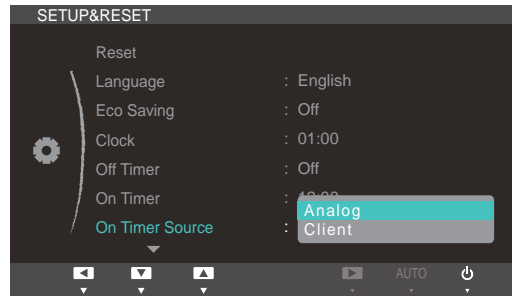 SETUP&RESET
Reset
Language : English
Eco Saving : Off
Clock : 01:00
Off Timer : Off
On Timer :
On Timer Source :
Analog
Client
AUTO